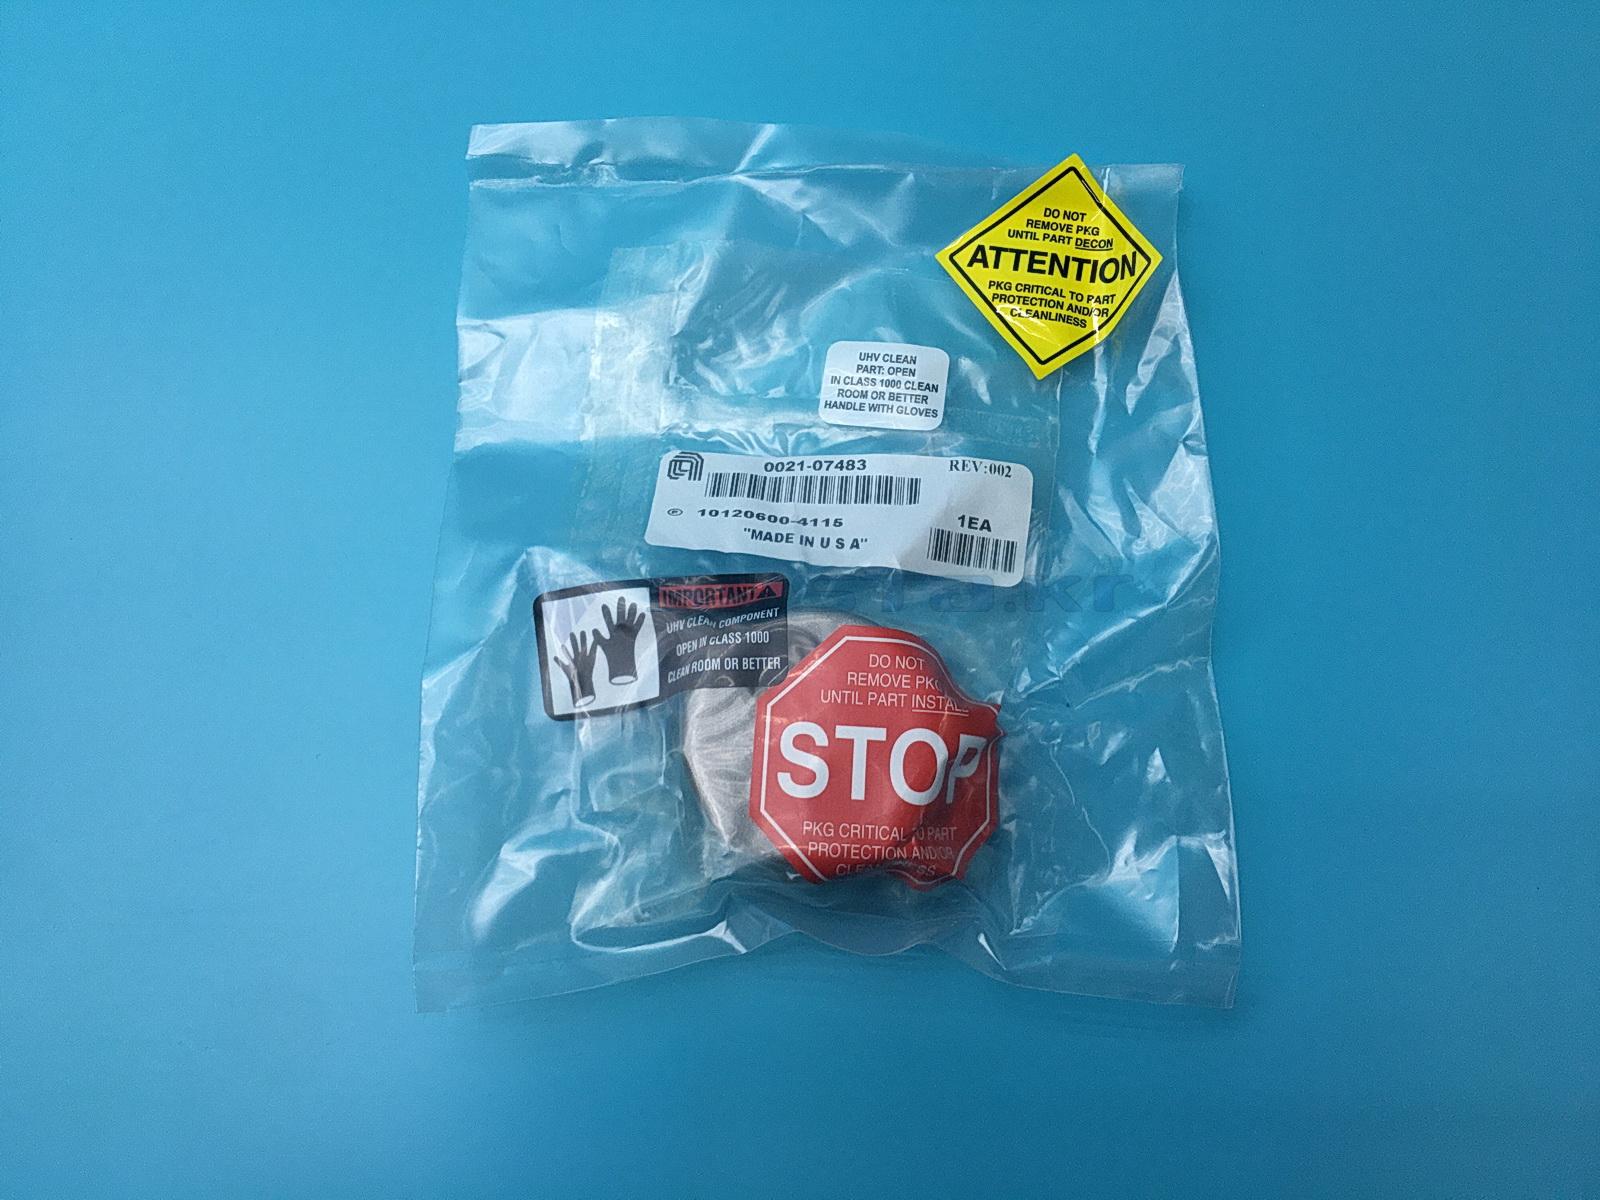 DO NOT
REMOVE PKG
UNTIL PART DECON
ATTENTION
PKG CRITICAL TO PART
PROTECTION AND/OR
CLEANLINESS
UHV CLEAN
PART: OPEN
IN CLASS 1000 CLEAN
ROOM OR BETTER
HANDLE WITH GLOVES
0021-07483 REV:002
P 10120600-4115 1EA
"MADE IN U S A"
IMPORTANT
UHV CLEAN COMPONENT
OPEN IN CLASS 1000
CLEAN ROOM OR BETTER
DO NOT
REMOVE PKG
UNTIL PART INSTALL
STOP
PKG CRITICAL TO PART
PROTECTION AND/OR
CLEANLINESS